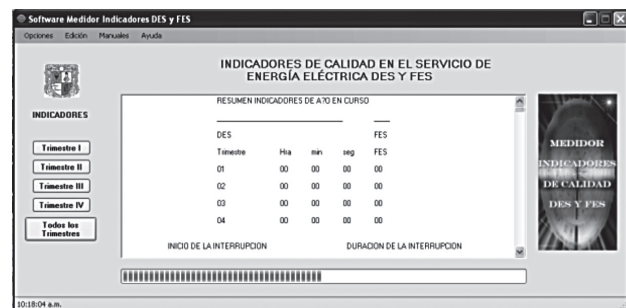 Software Medidor Indicadores DES y FES
Opciones Edición Manuales Ayuda
INDICADORES DE CALIDAD EN EL SERVICIO DE
ENERGÍA ELÉCTRICA DES Y FES
INDICADORES
Trimestre I
Trimestre II
Trimestre III
Trimestre IV
Todos los
Trimestres
RESUMEN INDICADORES DE A?O EN CURSO
DES FES
Trimestre Hra min seg FES
01 00 00 00 00
02 00 00 00 00
03 00 00 00 00
04 00 00 00 00
INICIO DE LA INTERRUPCION DURACION DE LA INTERRUPCION
MEDIDOR
INDICADORES
DE CALIDAD
DES Y FES
10:18:04 a.m.